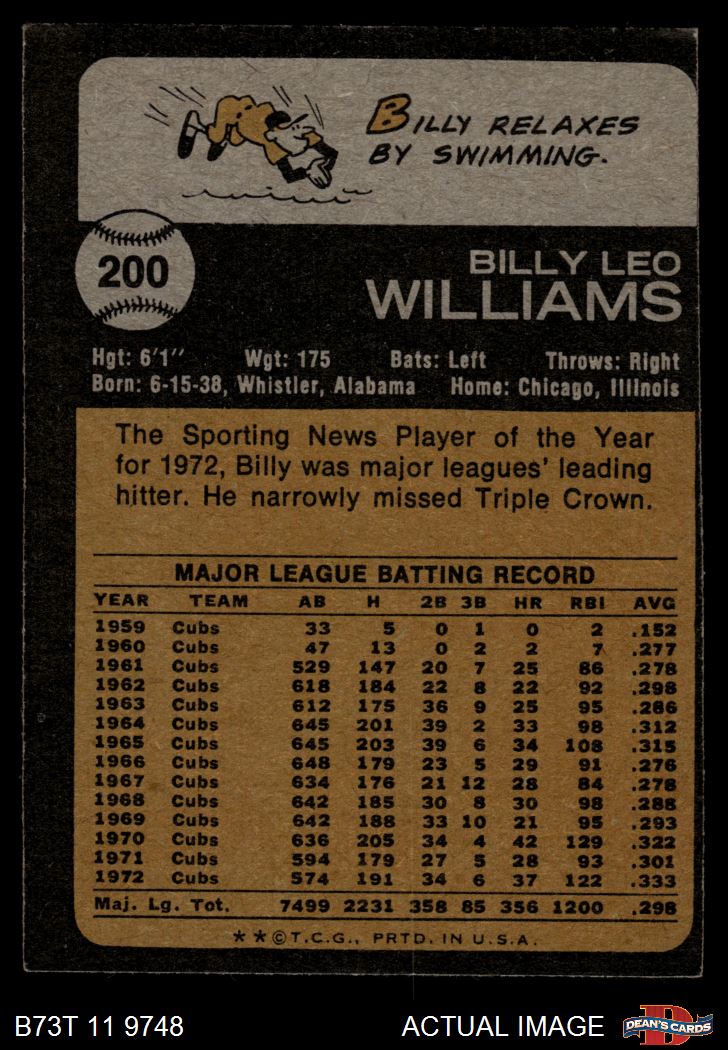 BILLY RELAXES
BY SWIMMING.
200
BILLY LEO
WILLIAMS
Hgt: 6'1" Wgt: 175 Bats: Left Throws: Right
Born: 6-15-38, Whistler, Alabama Home: Chicago, Illinois
The Sporting News Player of the Year
for 1972, Billy was major leagues' leading
hitter. He narrowly missed Triple Crown.
MAJOR LEAGUE BATTING RECORD
YEAR TEAM AB H 2B 3B HR RBI AVG
1959 Cubs 33 5 0 1 0 2 .152
1960 Cubs 47 13 0 2 2 7 .277
1961 Cubs 529 147 20 7 25 86 .278
1962 Cubs 618 184 22 8 22 92 .298
1963 Cubs 612 175 36 9 25 95 .286
1964 Cubs 645 201 39 2 33 98 .312
1965 Cubs 645 203 39 6 34 108 .315
1966 Cubs 648 179 23 5 29 91 .276
1967 Cubs 634 176 21 12 28 84 .278
1968 Cubs 642 185 30 8 30 98 .288
1969 Cubs 642 188 33 10 21 95 .293
1970 Cubs 636 205 34 4 42 129 .322
1971 Cubs 594 179 27 5 28 93 .301
1972 Cubs 574 191 34 6 37 122 .333
Maj. Lg. Tot. 7499 2231 358 85 356 1200 .298
**©T.C.G., PRTD. IN U.S.A.
B73T 11 9748 ACTUAL IMAGE D DEAN'S CARDS